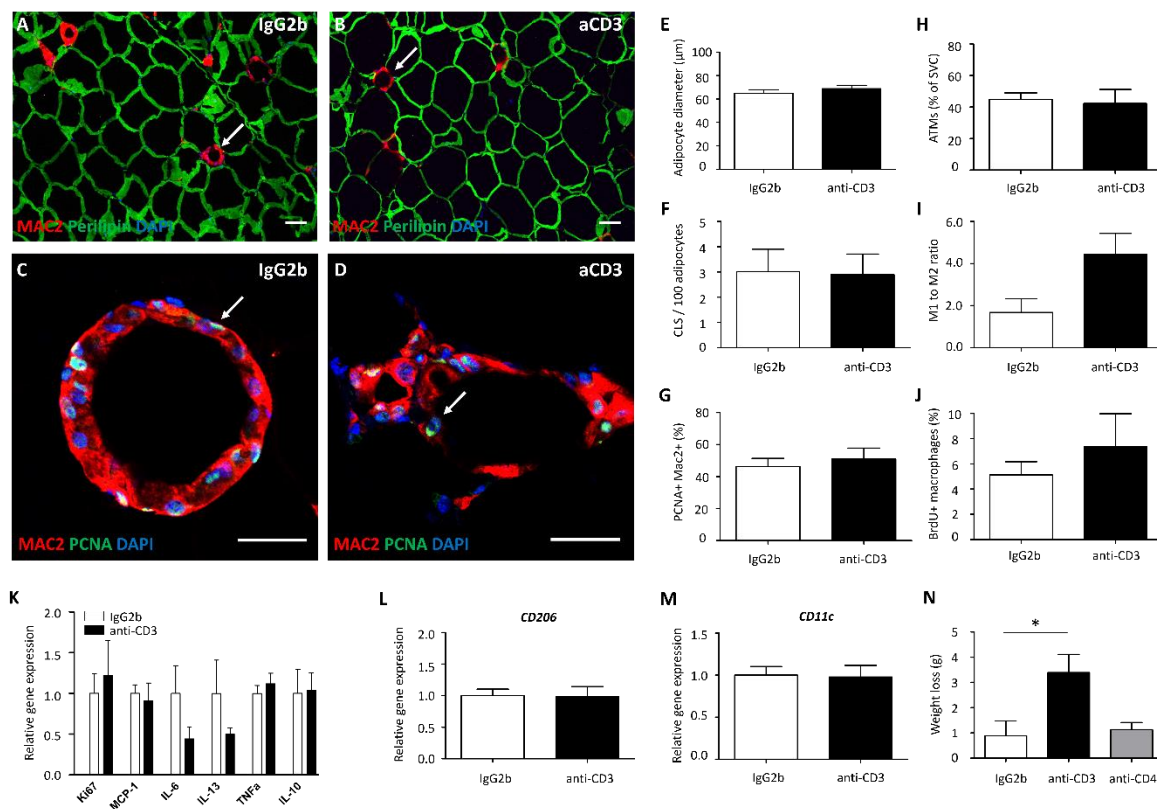 A IgG2b
MAC2 Perilipin DAPI
B aCD3
MAC2 Perilipin DAPI
C IgG2b
MAC2 PCNA DAPI
D aCD3
MAC2 PCNA DAPI
E
Adipocyte diameter (µm)
100
80
60
40
20
0
IgG2b anti-CD3
F
CLS / 100 adipocytes
5
4
3
2
1
0
IgG2b anti-CD3
G
PCNA+ Mac2+ (%)
100
80
60
40
20
0
IgG2b anti-CD3
H
ATMs (% of SVC)
100
80
60
40
20
0
IgG2b anti-CD3
I
M1 to M2 ratio
6.0
4.0
2.0
0.0
IgG2b anti-CD3
J
BrdU+ macrophages (%)
10
8
6
4
2
0
IgG2b anti-CD3
K
IgG2b
anti-CD3
Relative gene expression
2.0
1.5
1.0
0.5
0.0
Ki67 MCP-1 IL-6 IL-13 TNFa IL-10
L
CD206
Relative gene expression
2.0
1.5
1.0
0.5
0.0
IgG2b anti-CD3
M
CD11c
Relative gene expression
1.5
1.0
0.5
0.0
IgG2b anti-CD3
N
*
Weight loss (g)
5
4
3
2
1
0
IgG2b anti-CD3 anti-CD4